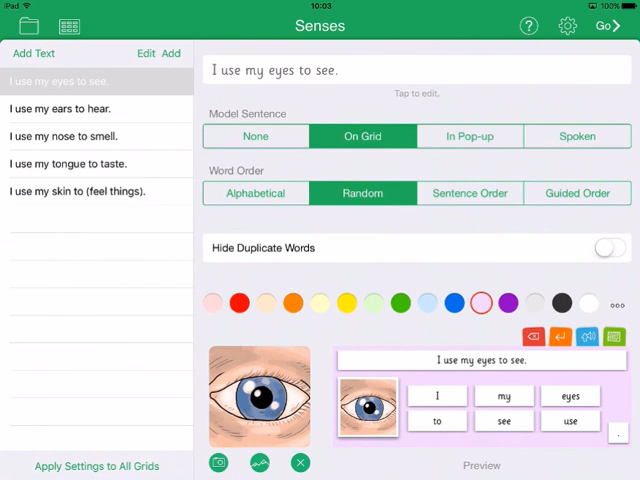 iPad 10:03 100%
Senses
Go
Add Text Edit Add
I use my eyes to see.
I use my ears to hear.
I use my nose to smell.
I use my tongue to taste.
I use my skin to (feel things).
Apply Settings to All Grids
I use my eyes to see.
Tap to edit.
Model Sentence
None On Grid In Pop-up Spoken
Word Order
Alphabetical Random Sentence Order Guided Order
Hide Duplicate Words
I use my eyes to see.
I my eyes
to see use
.
Preview